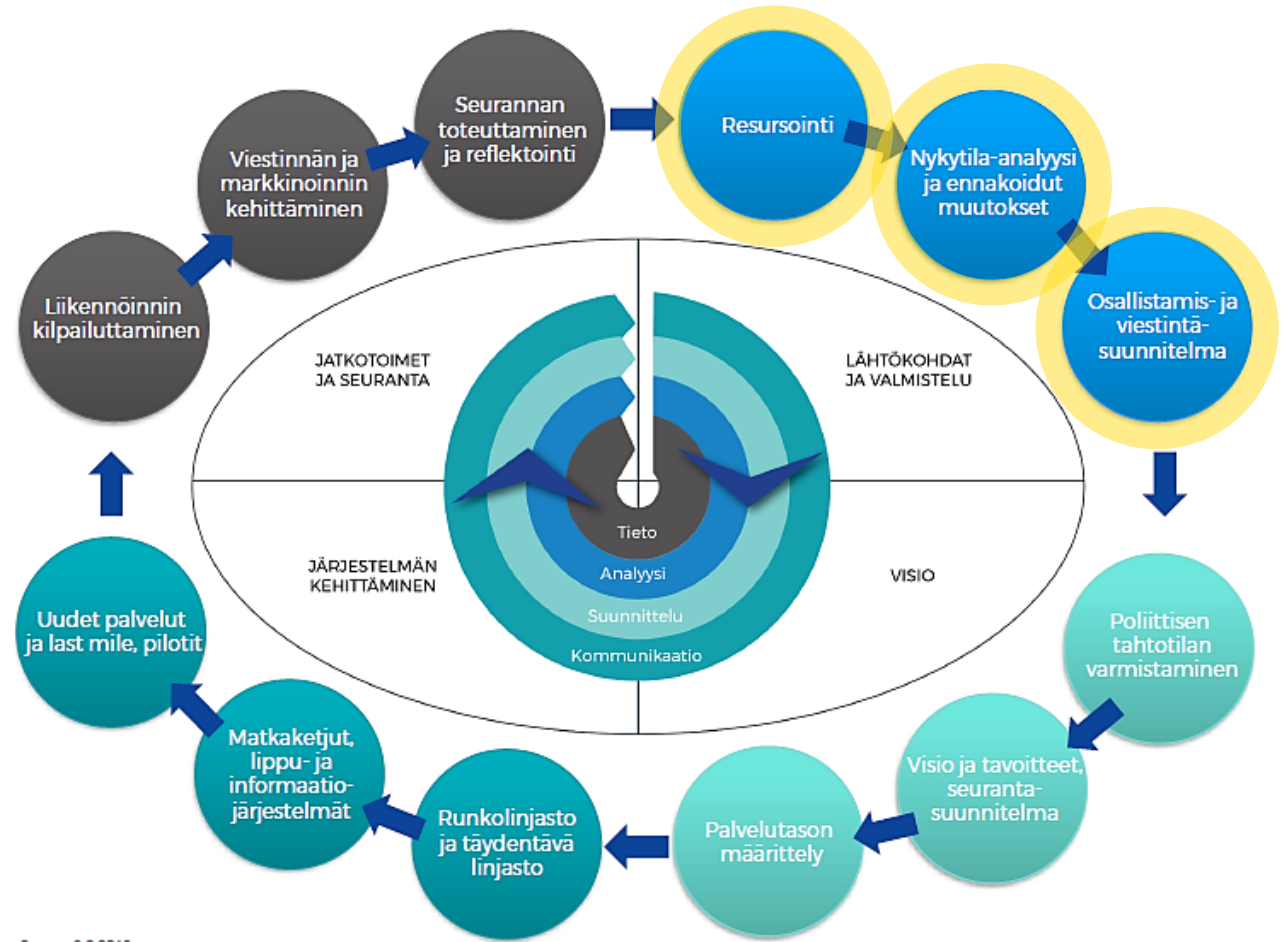 Seurannan
toteuttaminen
ja reflektointi
Resursointi
Viestinnän ja
markkinoinnin
kehittäminen
Nykytila-analyysi
ja ennakoidut
muutokset
Liikennöinnin
kilpailuttaminen
Osallistamis- ja
viestintä-
suunnitelma
JATKOTOIMET
JA SEURANTA
LÄHTÖKOHDAT
JA VALMISTELU
Tieto
Analyysi
Suunnittelu
Kommunikaatio
JÄRJESTELMÄN
KEHITTÄMINEN
VISIO
Uudet palvelut
ja last mile, pilotit
Poliittisen
tahtotilan
varmistaminen
Matkaketjut,
lippu- ja
informaatio-
järjestelmät
Visio ja tavoitteet,
seuranta-
suunnitelma
Runkolinjasto
ja täydentävä
linjasto
Palvelutason
määrittely